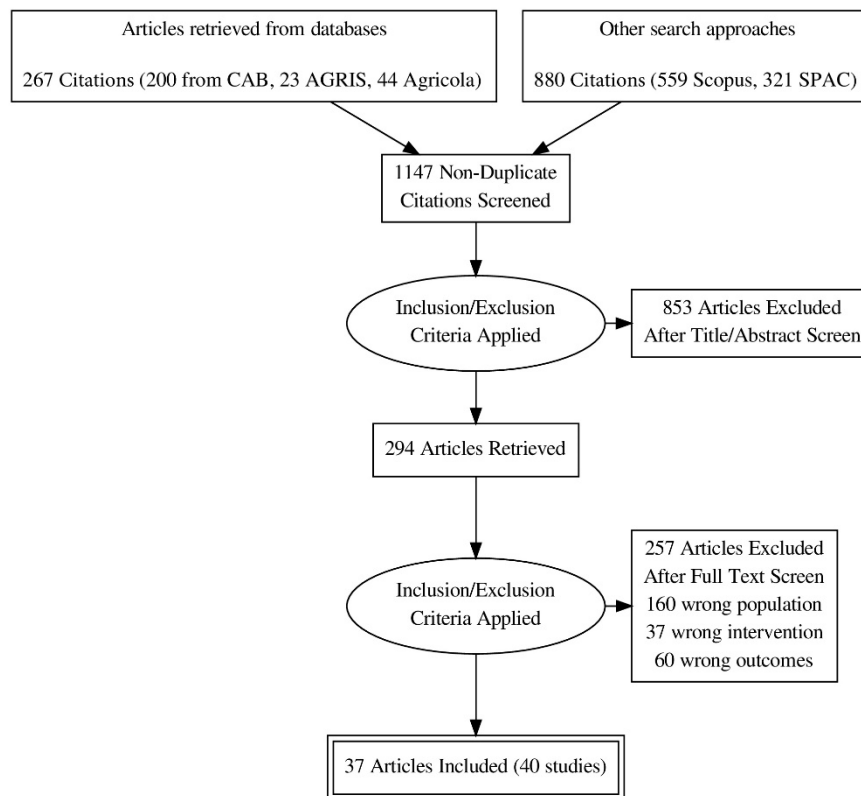 Articles retrieved from databases
267 Citations (200 from CAB, 23 AGRIS, 44 Agricola)
Other search approaches
880 Citations (559 Scopus, 321 SPAC)
1147 Non-Duplicate
Citations Screened
Inclusion/Exclusion
Criteria Applied
853 Articles Excluded
After Title/Abstract Screen
294 Articles Retrieved
Inclusion/Exclusion
Criteria Applied
257 Articles Excluded
After Full Text Screen
160 wrong population
37 wrong intervention
60 wrong outcomes
37 Articles Included (40 studies)